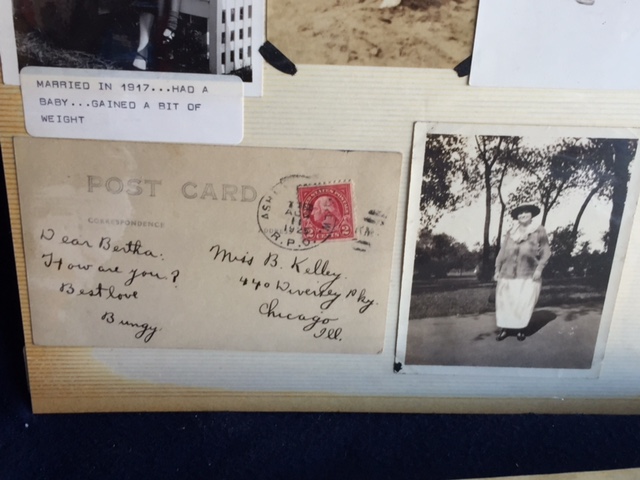 MARRIED IN 1917...HAD A
BABY...GAINED A BIT OF
WEIGHT
POST CARD
CORRESPONDENCE
Dear Bertha:
How are you?
Best love
Bungy.
Miss B. Kelley.
440 Diversey Pky.
Chicago
Ill.
R.P.O.